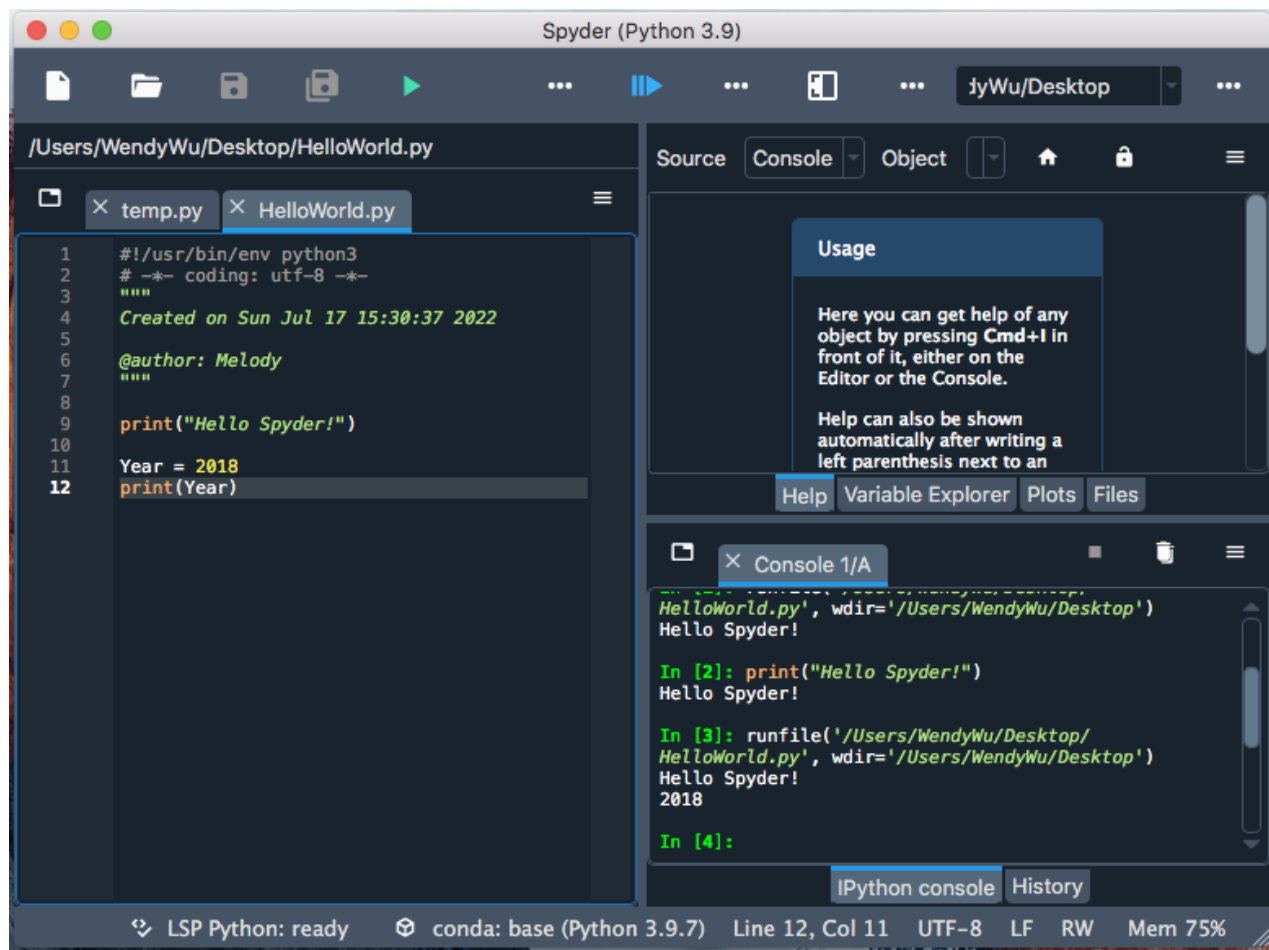 Spyder (Python 3.9)
dyWu/Desktop
/Users/WendyWu/Desktop/HelloWorld.py
temp.py
HelloWorld.py
1 #!/usr/bin/env python3
2 # -*- coding: utf-8 -*-
3 """
4 Created on Sun Jul 17 15:30:37 2022
5
6 @author: Melody
7 """
8
9 print("Hello Spyder!")
10
11 Year = 2018
12 print(Year)
Source Console Object
Usage
Here you can get help of any
object by pressing Cmd+I in
front of it, either on the
Editor or the Console.
Help can also be shown
automatically after writing a
left parenthesis next to an
Help Variable Explorer Plots Files
Console 1/A
HelloWorld.py', wdir='/Users/WendyWu/Desktop')
Hello Spyder!
In [2]: print("Hello Spyder!")
Hello Spyder!
In [3]: runfile('/Users/WendyWu/Desktop/
HelloWorld.py', wdir='/Users/WendyWu/Desktop')
Hello Spyder!
2018
In [4]:
IPython console History
LSP Python: ready conda: base (Python 3.9.7) Line 12, Col 11 UTF-8 LF RW Mem 75%